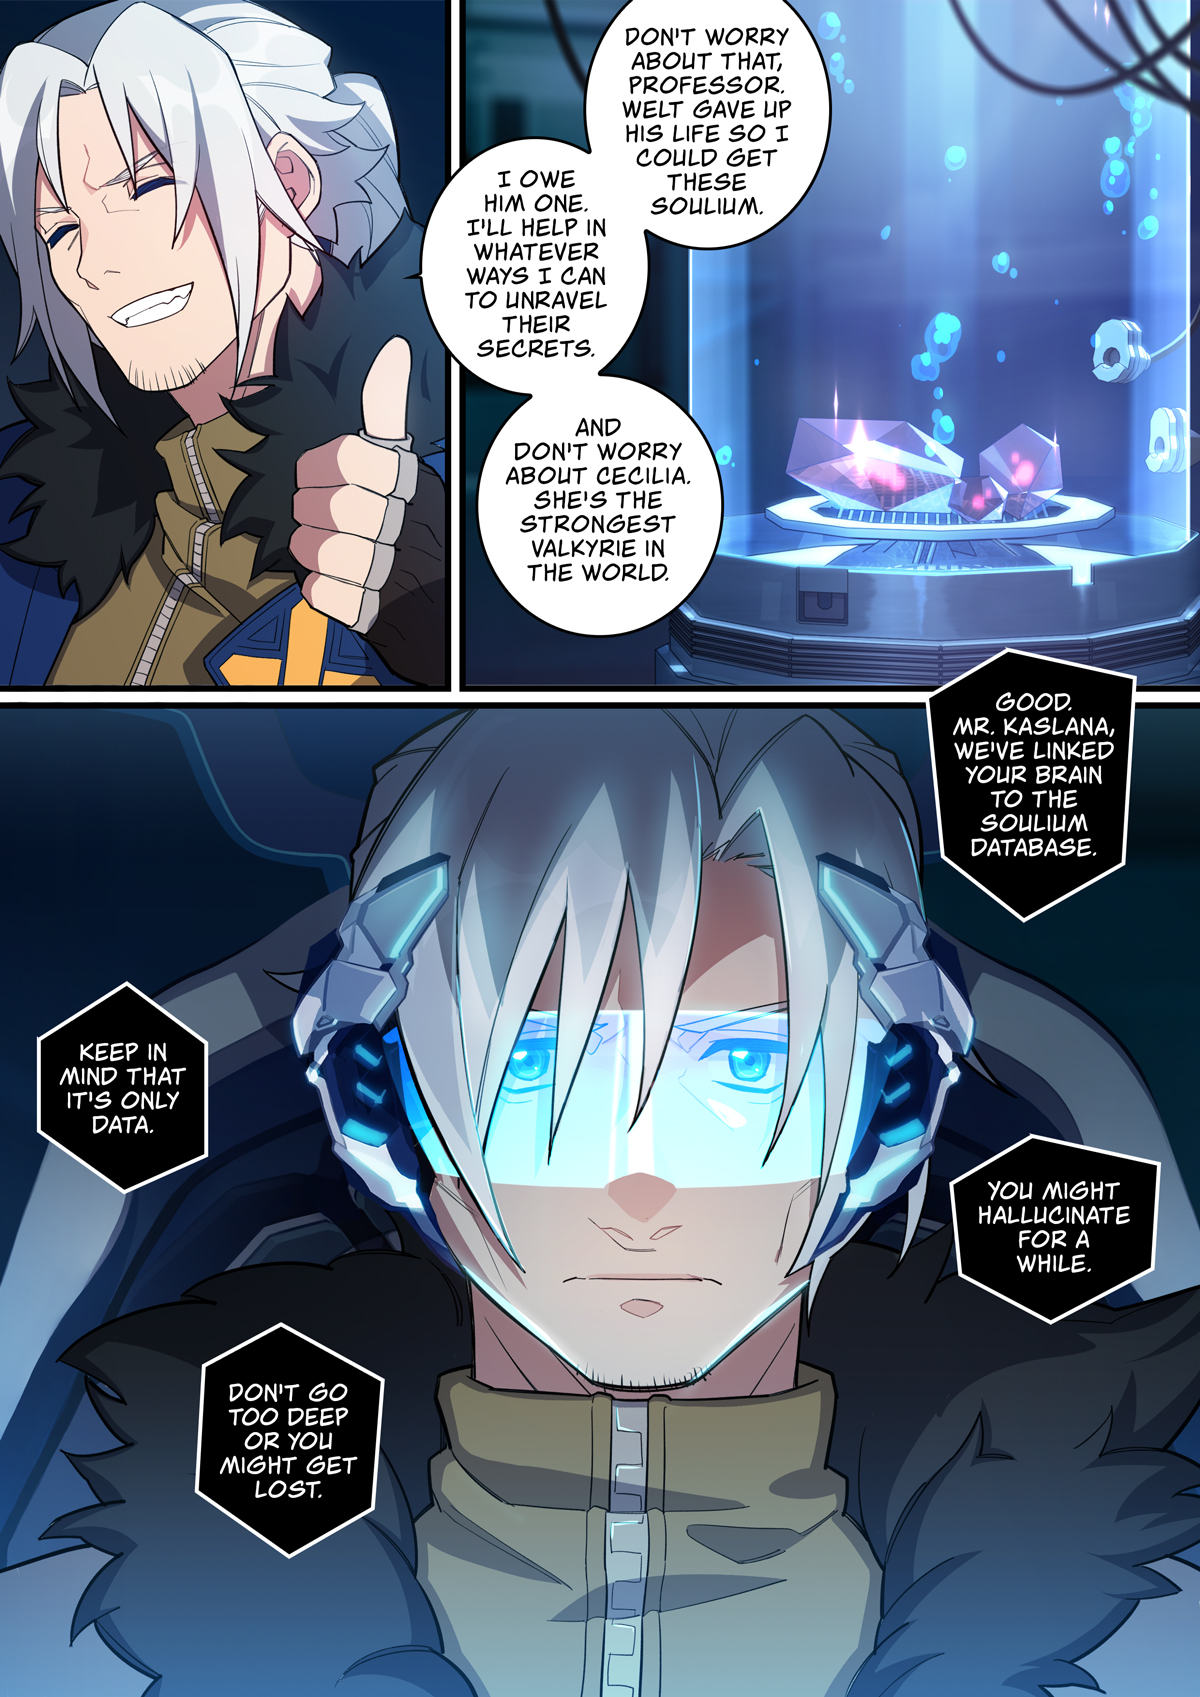 DON'T WORRY
ABOUT THAT,
PROFESSOR.
WELT GAVE UP
HIS LIFE SO I
COULD GET
THESE
SOULIUM.
I OWE
HIM ONE.
I'LL HELP IN
WHATEVER
WAYS I CAN
TO UNRAVEL
THEIR
SECRETS.
AND
DON'T WORRY
ABOUT CECILIA.
SHE'S THE
STRONGEST
VALKYRIE IN
THE WORLD.
GOOD.
MR. KASLANA,
WE'VE LINKED
YOUR BRAIN
TO THE
SOULIUM
DATABASE.
KEEP IN
MIND THAT
IT'S ONLY
DATA.
YOU MIGHT
HALLUCINATE
FOR A
WHILE.
DON'T GO
TOO DEEP
OR YOU
MIGHT GET
LOST.